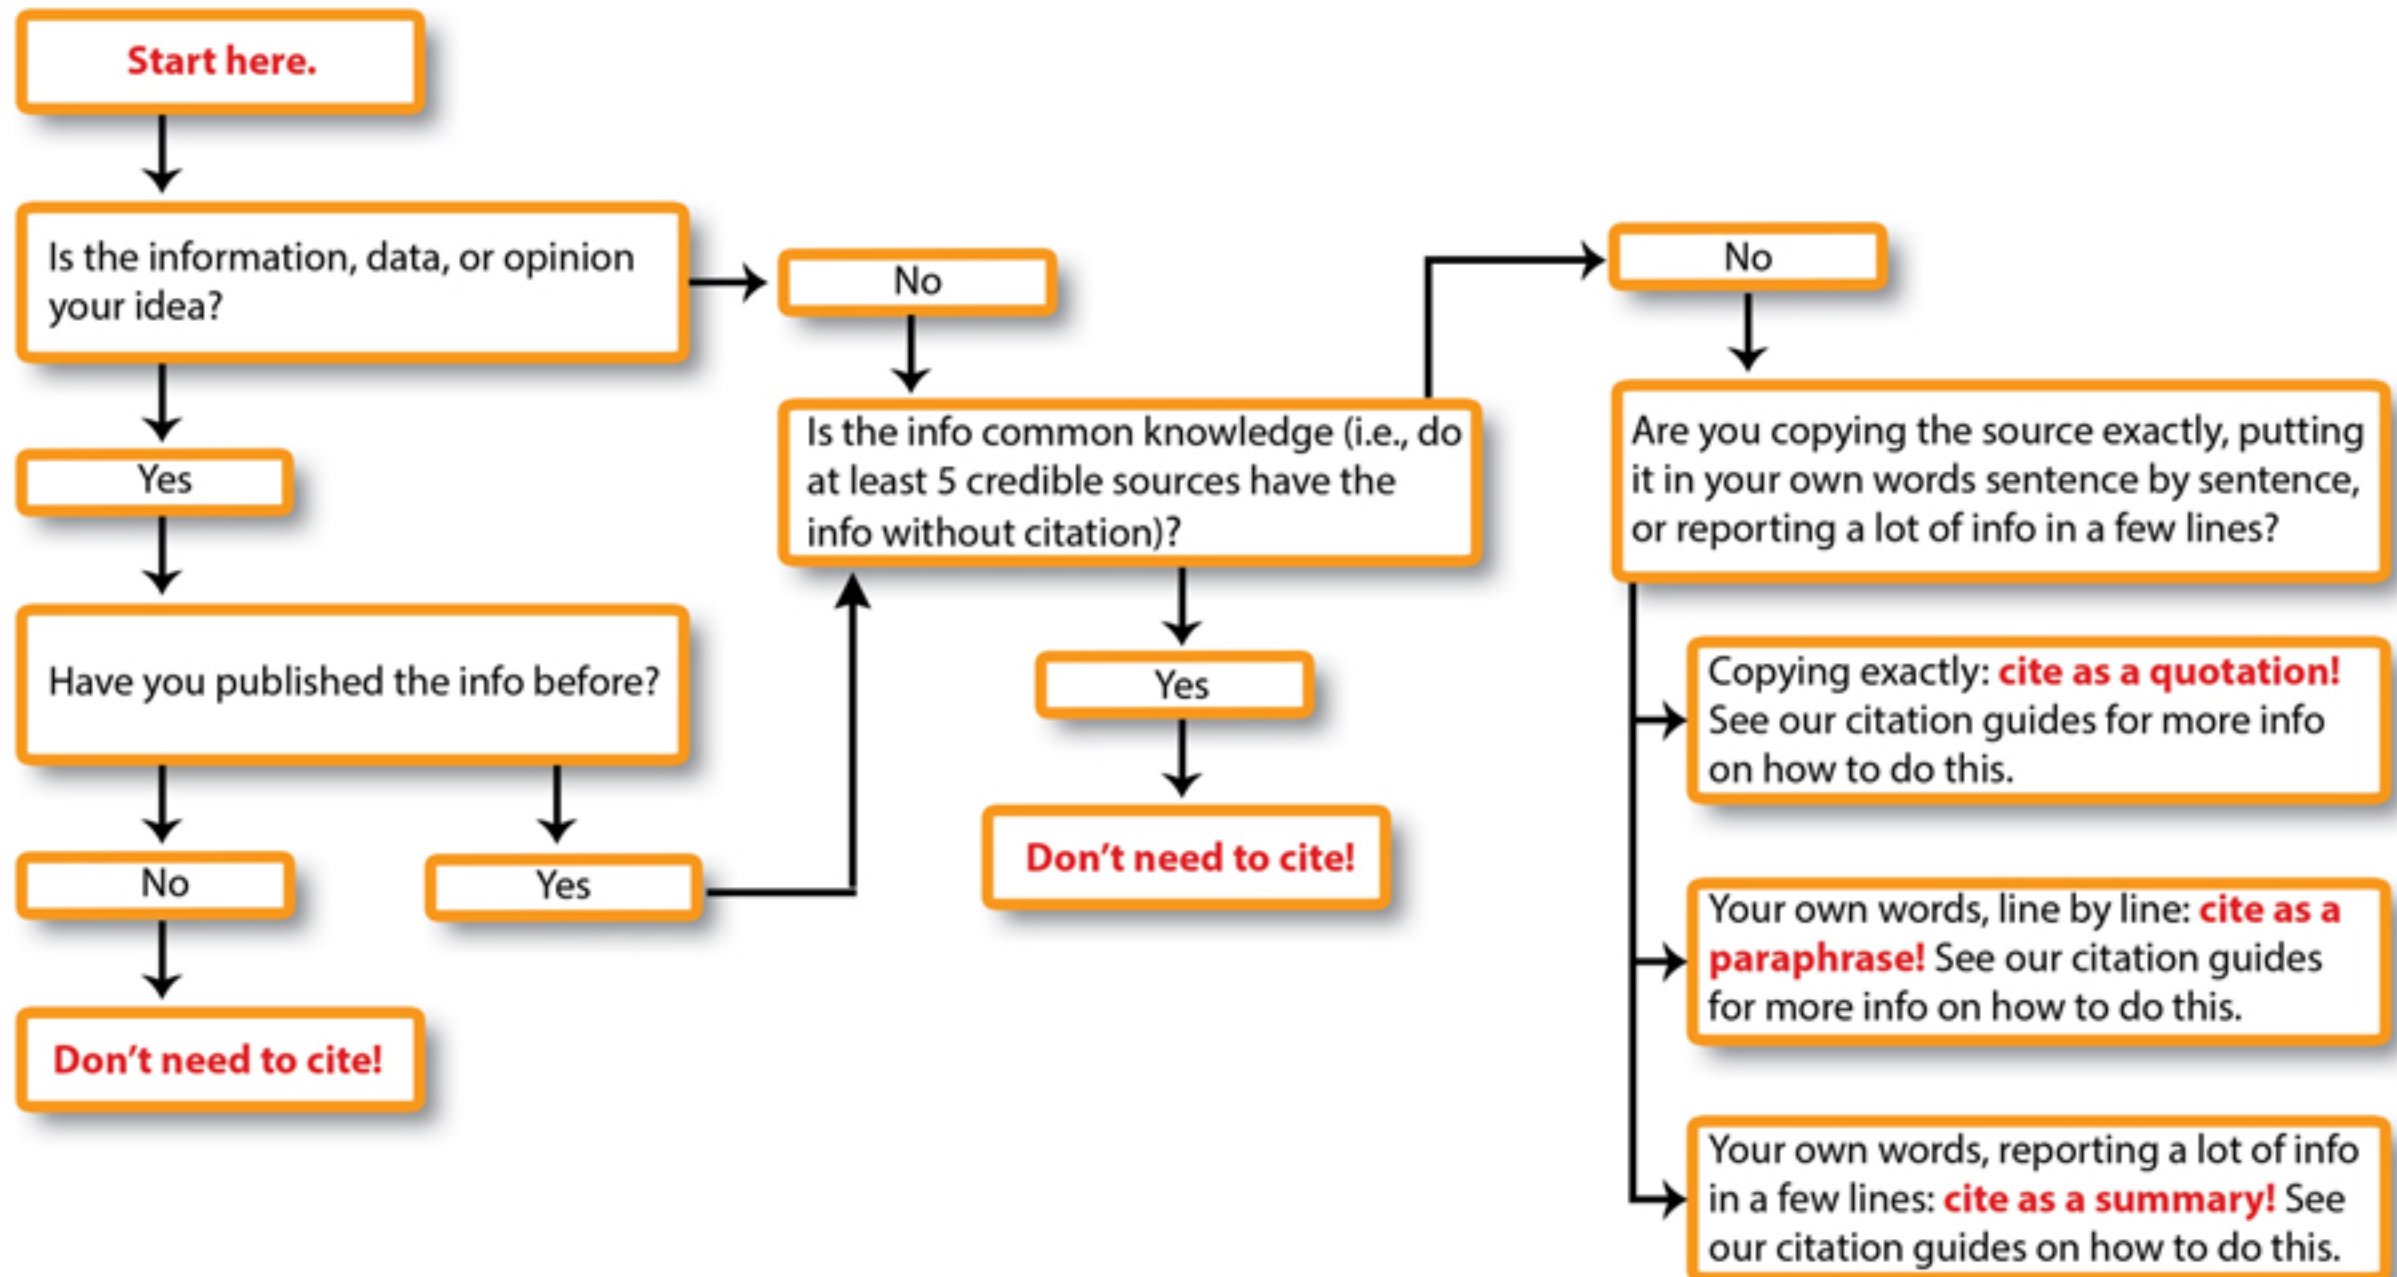 Start here.
Is the information, data, or opinion
your idea?
No
Yes
Have you published the info before?
No
Yes
Don't need to cite!
Is the info common knowledge (i.e., do
at least 5 credible sources have the
info without citation)?
Yes
Don't need to cite!
No
Are you copying the source exactly, putting
it in your own words sentence by sentence,
or reporting a lot of info in a few lines?
Copying exactly: cite as a quotation!
See our citation guides for more info
on how to do this.
Your own words, line by line: cite as a
paraphrase! See our citation guides
for more info on how to do this.
Your own words, reporting a lot of info
in a few lines: cite as a summary! See
our citation guides on how to do this.